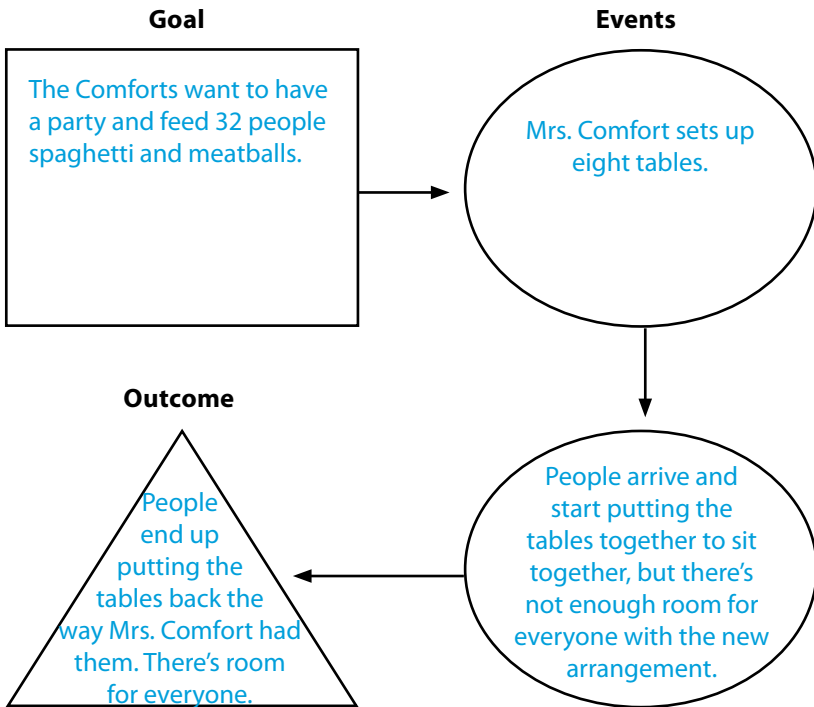 Goal
The Comforts want to have
a party and feed 32 people
spaghetti and meatballs.
Events
Mrs. Comfort sets up
eight tables.
People arrive and
start putting the
tables together to sit
together, but there's
not enough room for
everyone with the new
arrangement.
Outcome
People
end up
putting the
tables back the
way Mrs. Comfort had
them. There's room
for everyone.